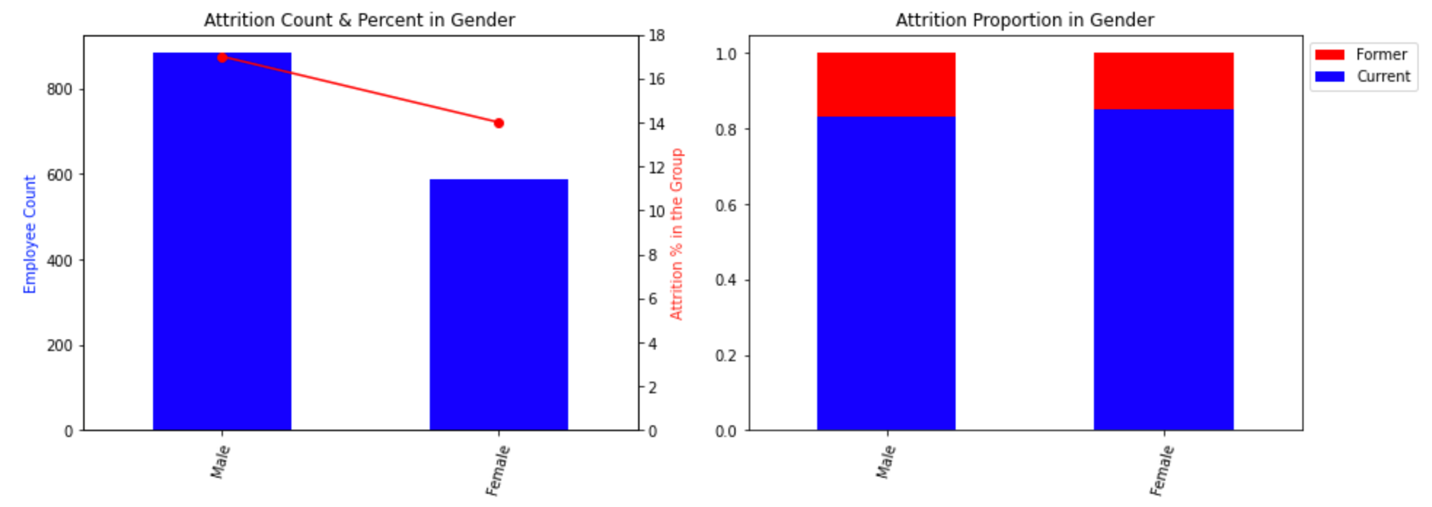 Attrition Count & Percent in Gender
18
16
14
12
10
8
6
4
2
0
800
600
400
200
0
Employee Count
Attrition % in the Group
Male
Female
Attrition Proportion in Gender
1.0
0.8
0.6
0.4
0.2
0.0
Male
Female
Former
Current